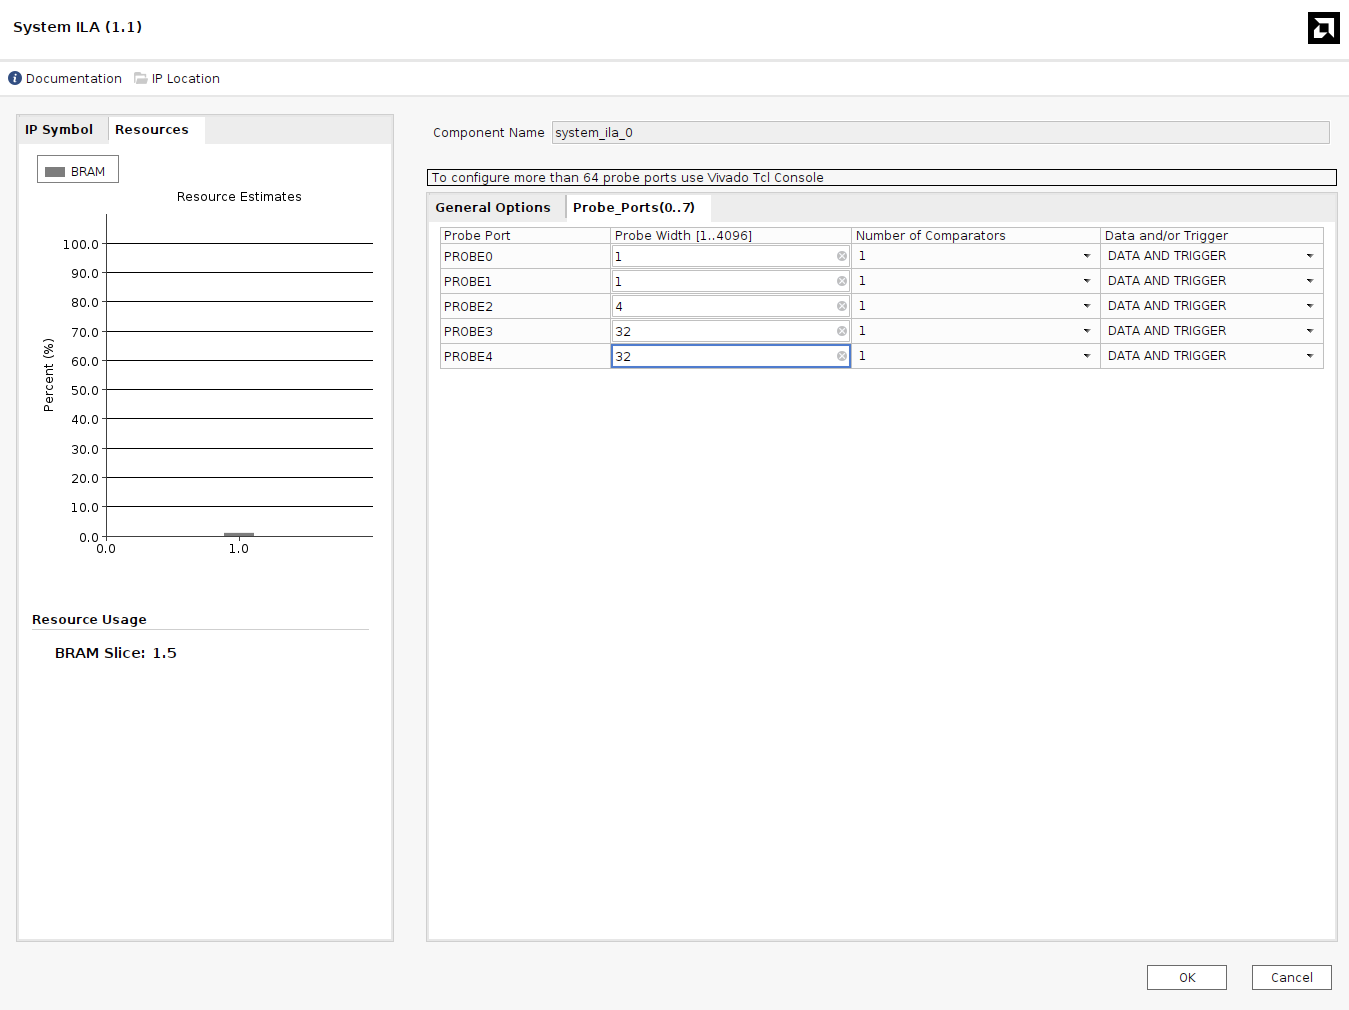 System ILA (1.1)
Documentation IP Location
IP Symbol Resources
BRAM
Resource Estimates
Percent (%)
100.0
90.0
80.0
70.0
60.0
50.0
40.0
30.0
20.0
10.0
0.0
0.0 1.0
Resource Usage
BRAM Slice: 1.5
Component Name system_ila_0
To configure more than 64 probe ports use Vivado Tcl Console
General Options Probe_Ports(0..7)
Probe Port Probe Width [1..4096] Number of Comparators Data and/or Trigger
PROBE0 1 1 DATA AND TRIGGER
PROBE1 1 1 DATA AND TRIGGER
PROBE2 4 1 DATA AND TRIGGER
PROBE3 32 1 DATA AND TRIGGER
PROBE4 32 1 DATA AND TRIGGER
OK Cancel